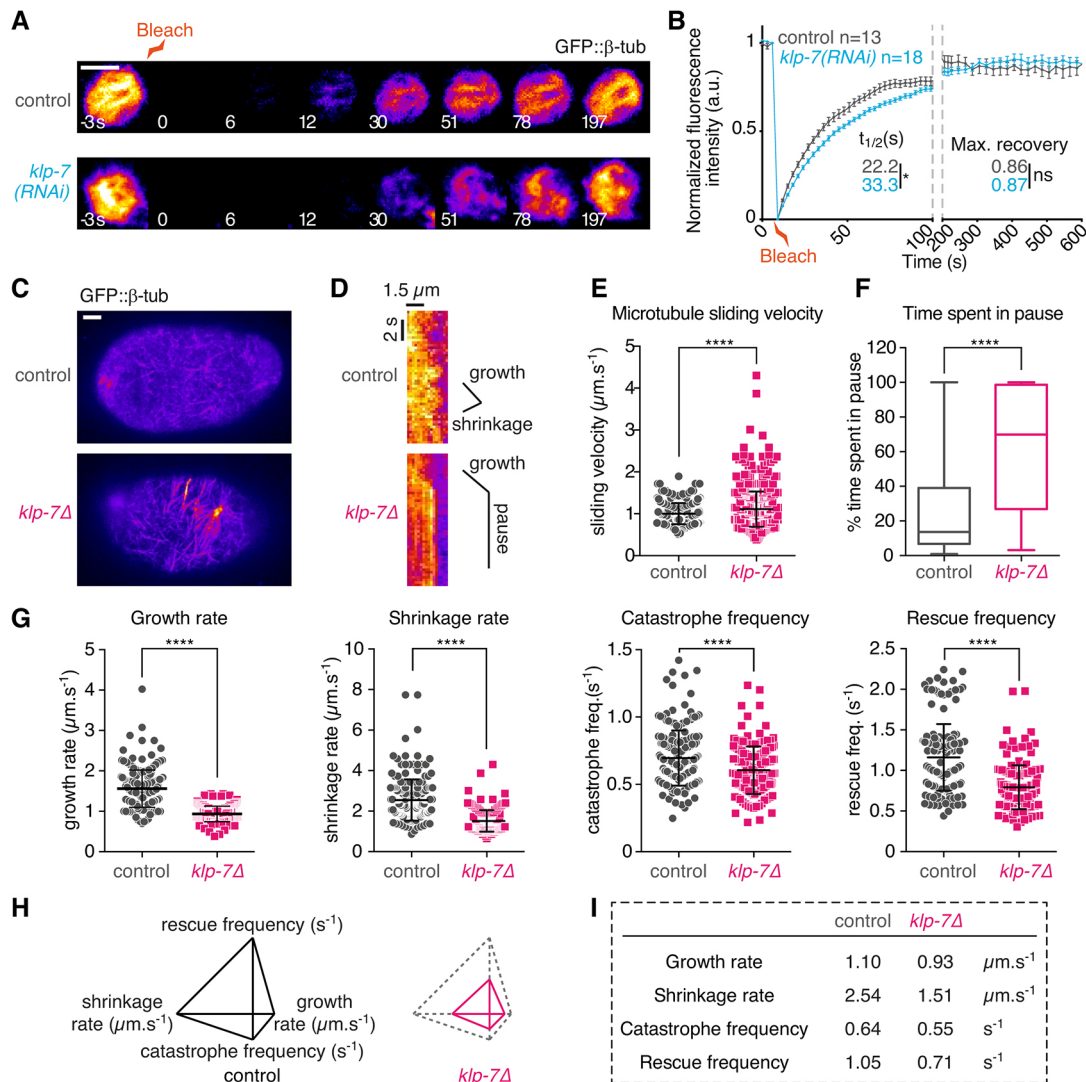 A
Bleach
GFP::β-tub
control
-3s 0 6 12 30 51 78 197
klp-7
(RNAi)
-3s 0 6 12 30 51 78 197
B
Normalized fluorescence
intensity (a.u.)
1
0.5
0
control n=13
klp-7(RNAi) n=18
t1/2(s)
22.2
33.3
*
Max. recovery
0.86
0.87
ns
0 50 100 200 300 400 500 600
Time (s)
Bleach
C
GFP::β-tub
control
klp-7Δ
D
1.5 µm
2 s
control
growth
shrinkage
klp-7Δ
growth
pause
E
Microtubule sliding velocity
****
sliding velocity (µm.s-1)
5
4
3
2
1
0
control klp-7Δ
F
Time spent in pause
****
% time spent in pause
120
100
80
60
40
20
0
control klp-7Δ
G
Growth rate
****
growth rate (µm.s-1)
5
4
3
2
1
0
control klp-7Δ
Shrinkage rate
****
shrinkage rate (µm.s-1)
10
8
6
4
2
0
control klp-7Δ
Catastrophe frequency
****
catastrophe freq.(s-1)
1.5
1.0
0.5
0
control klp-7Δ
Rescue frequency
****
rescue freq. (s-1)
2.5
2.0
1.5
1.0
0.5
0
control klp-7Δ
H
rescue frequency (s-1)
shrinkage
rate (µm.s-1)
growth
rate (µm.s-1)
catastrophe frequency (s-1)
control
klp-7Δ
I
control klp-7Δ
Growth rate 1.10 0.93 µm.s-1
Shrinkage rate 2.54 1.51 µm.s-1
Catastrophe frequency 0.64 0.55 s-1
Rescue frequency 1.05 0.71 s-1